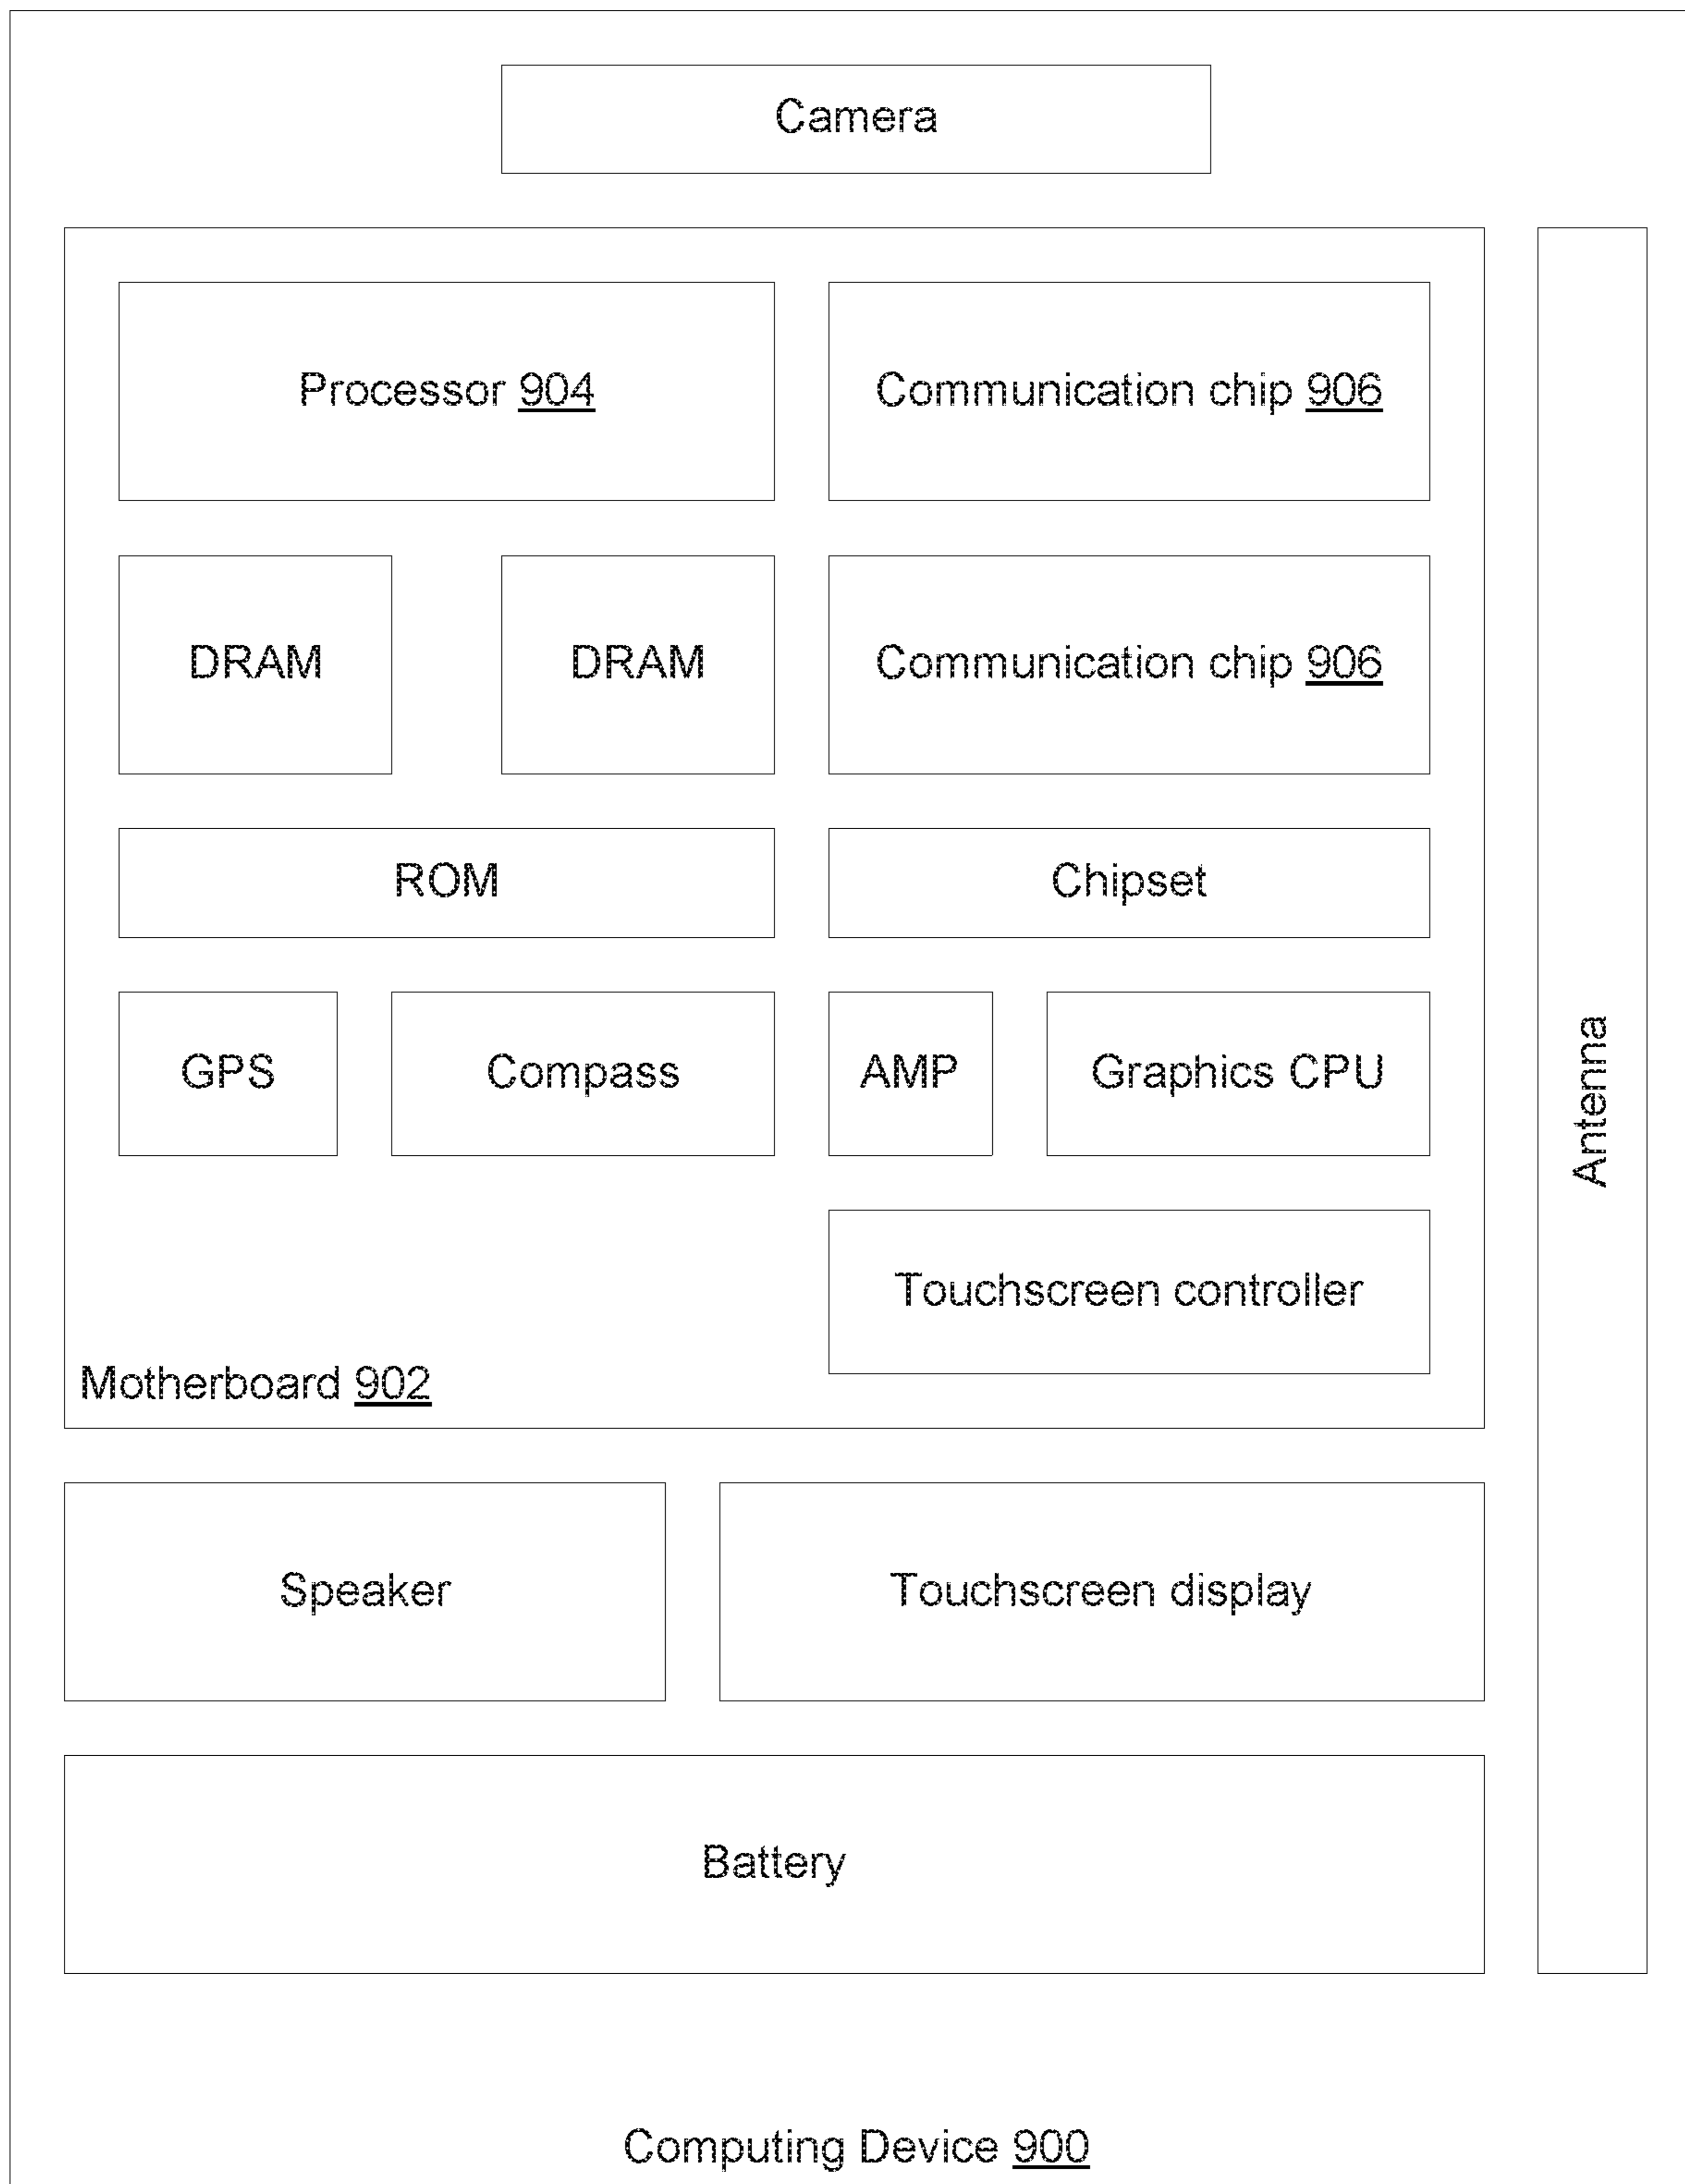 Camera
Processor 904
Communication chip 906
DRAM
DRAM
Communication chip 906
ROM
Chipset
GPS
Compass
AMP
Graphics CPU
Antenna
Touchscreen controller
Motherboard 902
Speaker
Touchscreen display
Battery
Computing Device 900